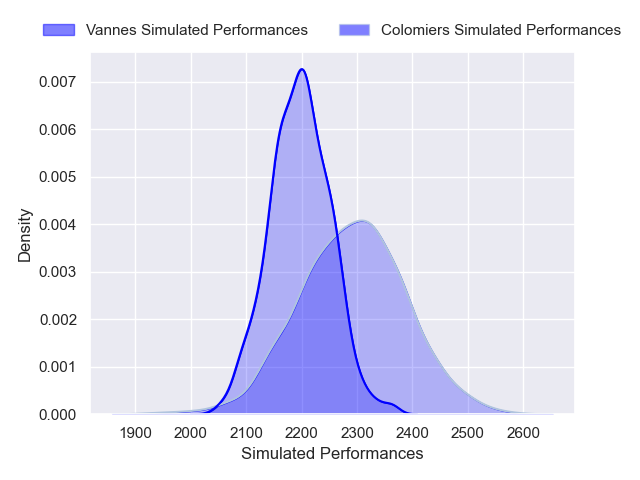 Vannes Simulated Performances Colomiers Simulated Performances
0.007
0.006
0.005
0.004
0.003
0.002
0.001
0.000
Density
1900 2000 2100 2200 2300 2400 2500 2600
Simulated Performances